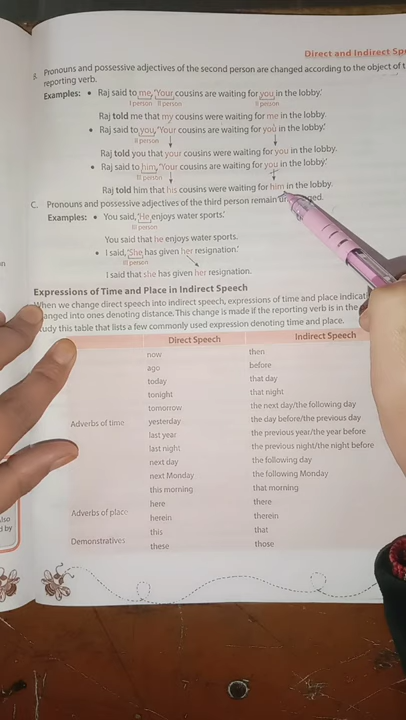 Direct and Indirect Sp
B. Pronouns and possessive adjectives of the second person are changed according to the object of t
reporting verb.
Examples: • Raj said to me, 'Your cousins are waiting for you in the lobby.'
I person II person II person
Raj told me that my cousins were waiting for me in the lobby.
• Raj said to you, 'Your cousins are waiting for you in the lobby.'
II person
Raj told you that your cousins were waiting for you in the lobby.
• Raj said to him, 'Your cousins are waiting for you in the lobby.'
III person
Raj told him that his cousins were waiting for him in the lobby.
C. Pronouns and possessive adjectives of the third person remain
Examples: • You said, 'He enjoys water sports.'
III person
You said that he enjoys water sports.
• I said, 'She has given her resignation.'
III person
I said that she has given her resignation.
Expressions of Time and Place in Indirect Speech
When we change direct speech into indirect speech, expressions of time and place indicat
anged into ones denoting distance. This change is made if the reporting verb is in the
udy this table that lists a few commonly used expression denoting time and place.
Direct Speech Indirect Speech
now then
ago before
today that day
tonight that night
tomorrow the next day/the following day
Adverbs of time yesterday the day before/the previous day
last year the previous year/the year before
last night the previous night/the night before
next day the following day
next Monday the following Monday
this morning that morning
here there
Adverbs of place herein therein
this that
Demonstratives these those
lso
d by